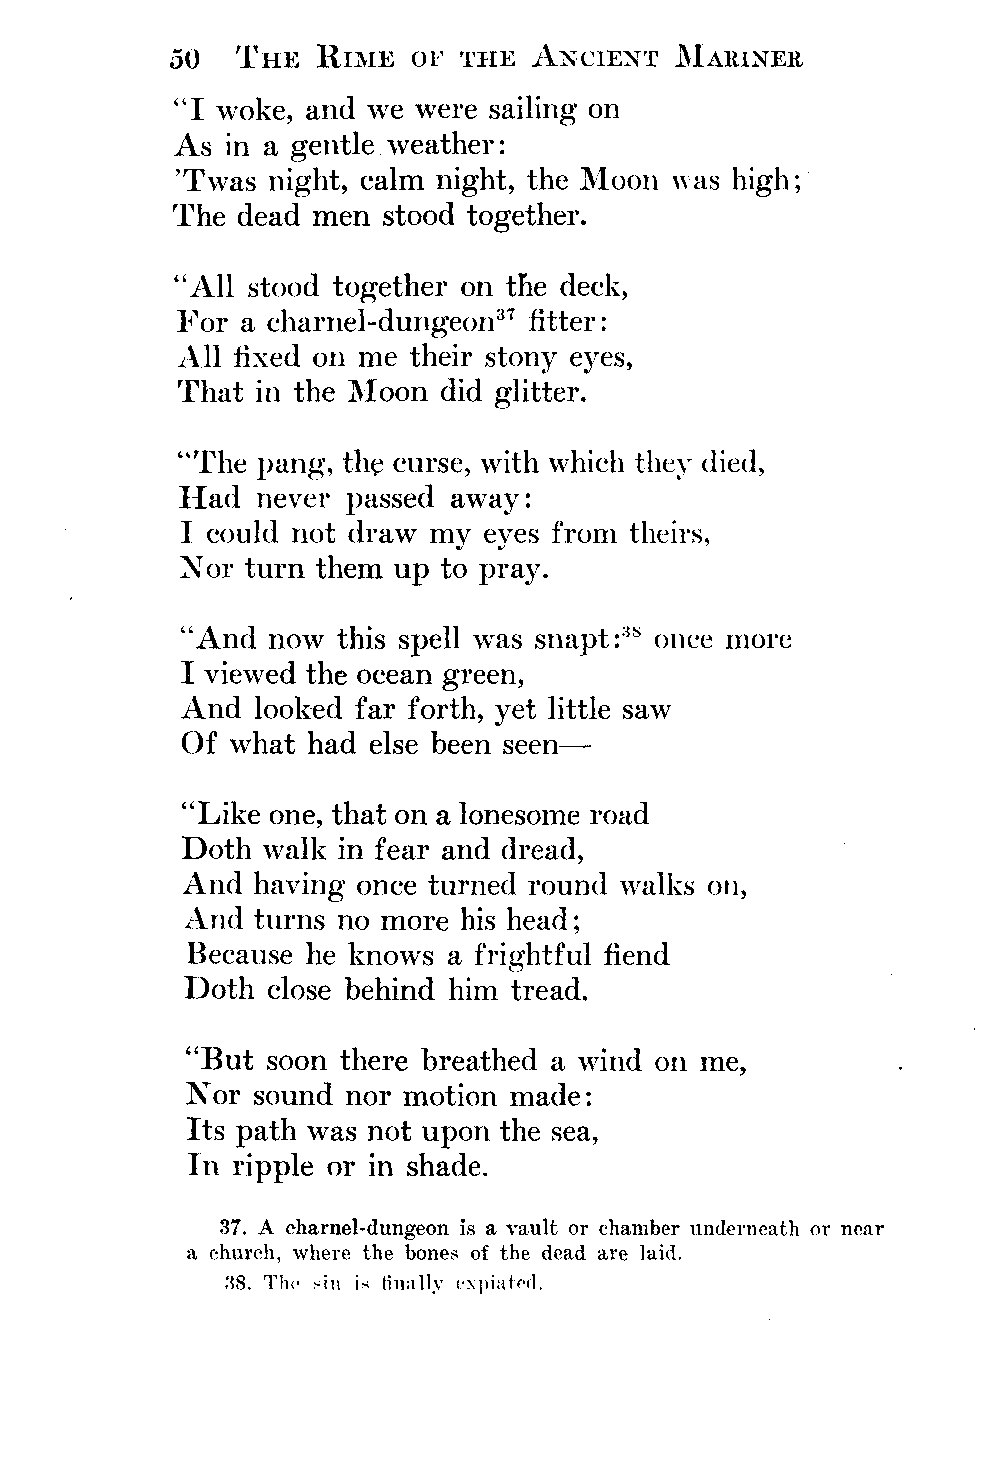 50 THE RIME OF THE ANCIENT MARINER
“I woke, and we were sailing on
As in a gentle weather:
’Twas night, calm night, the Moon was high;
The dead men stood together.
“All stood together on the deck,
For a charnel-dungeon³⁷ fitter:
All fixed on me their stony eyes,
That in the Moon did glitter.
“The pang, the curse, with which they died,
Had never passed away:
I could not draw my eyes from theirs,
Nor turn them up to pray.
“And now this spell was snapt:³⁸ once more
I viewed the ocean green,
And looked far forth, yet little saw
Of what had else been seen—
“Like one, that on a lonesome road
Doth walk in fear and dread,
And having once turned round walks on,
And turns no more his head;
Because he knows a frightful fiend
Doth close behind him tread.
“But soon there breathed a wind on me,
Nor sound nor motion made:
Its path was not upon the sea,
In ripple or in shade.
37. A charnel-dungeon is a vault or chamber underneath or near
a church, where the bones of the dead are laid.
38. The sin is finally expiated.